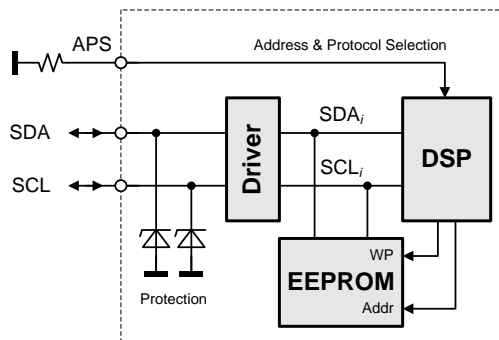 APS
Address & Protocol Selection
SDA
SDAi
Driver
DSP
SCL
SCLi
WP
EEPROM
Addr
Protection